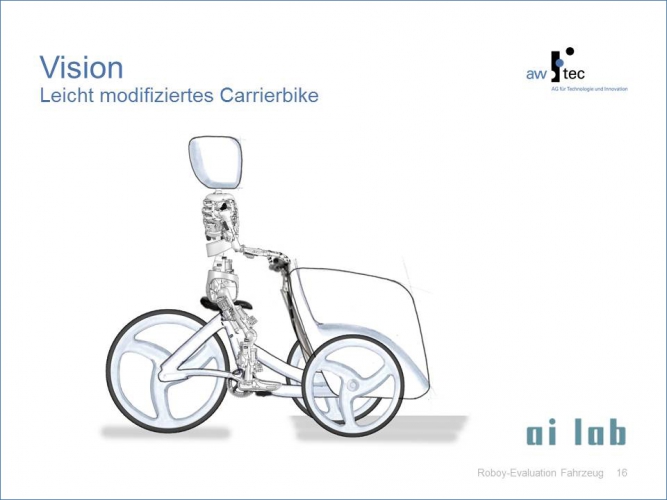 Vision
Leicht modifiziertes Carrierbike
aw tec
AG für Technologie und Innovation
ai lab
Roboy-Evaluation Fahrzeug 16